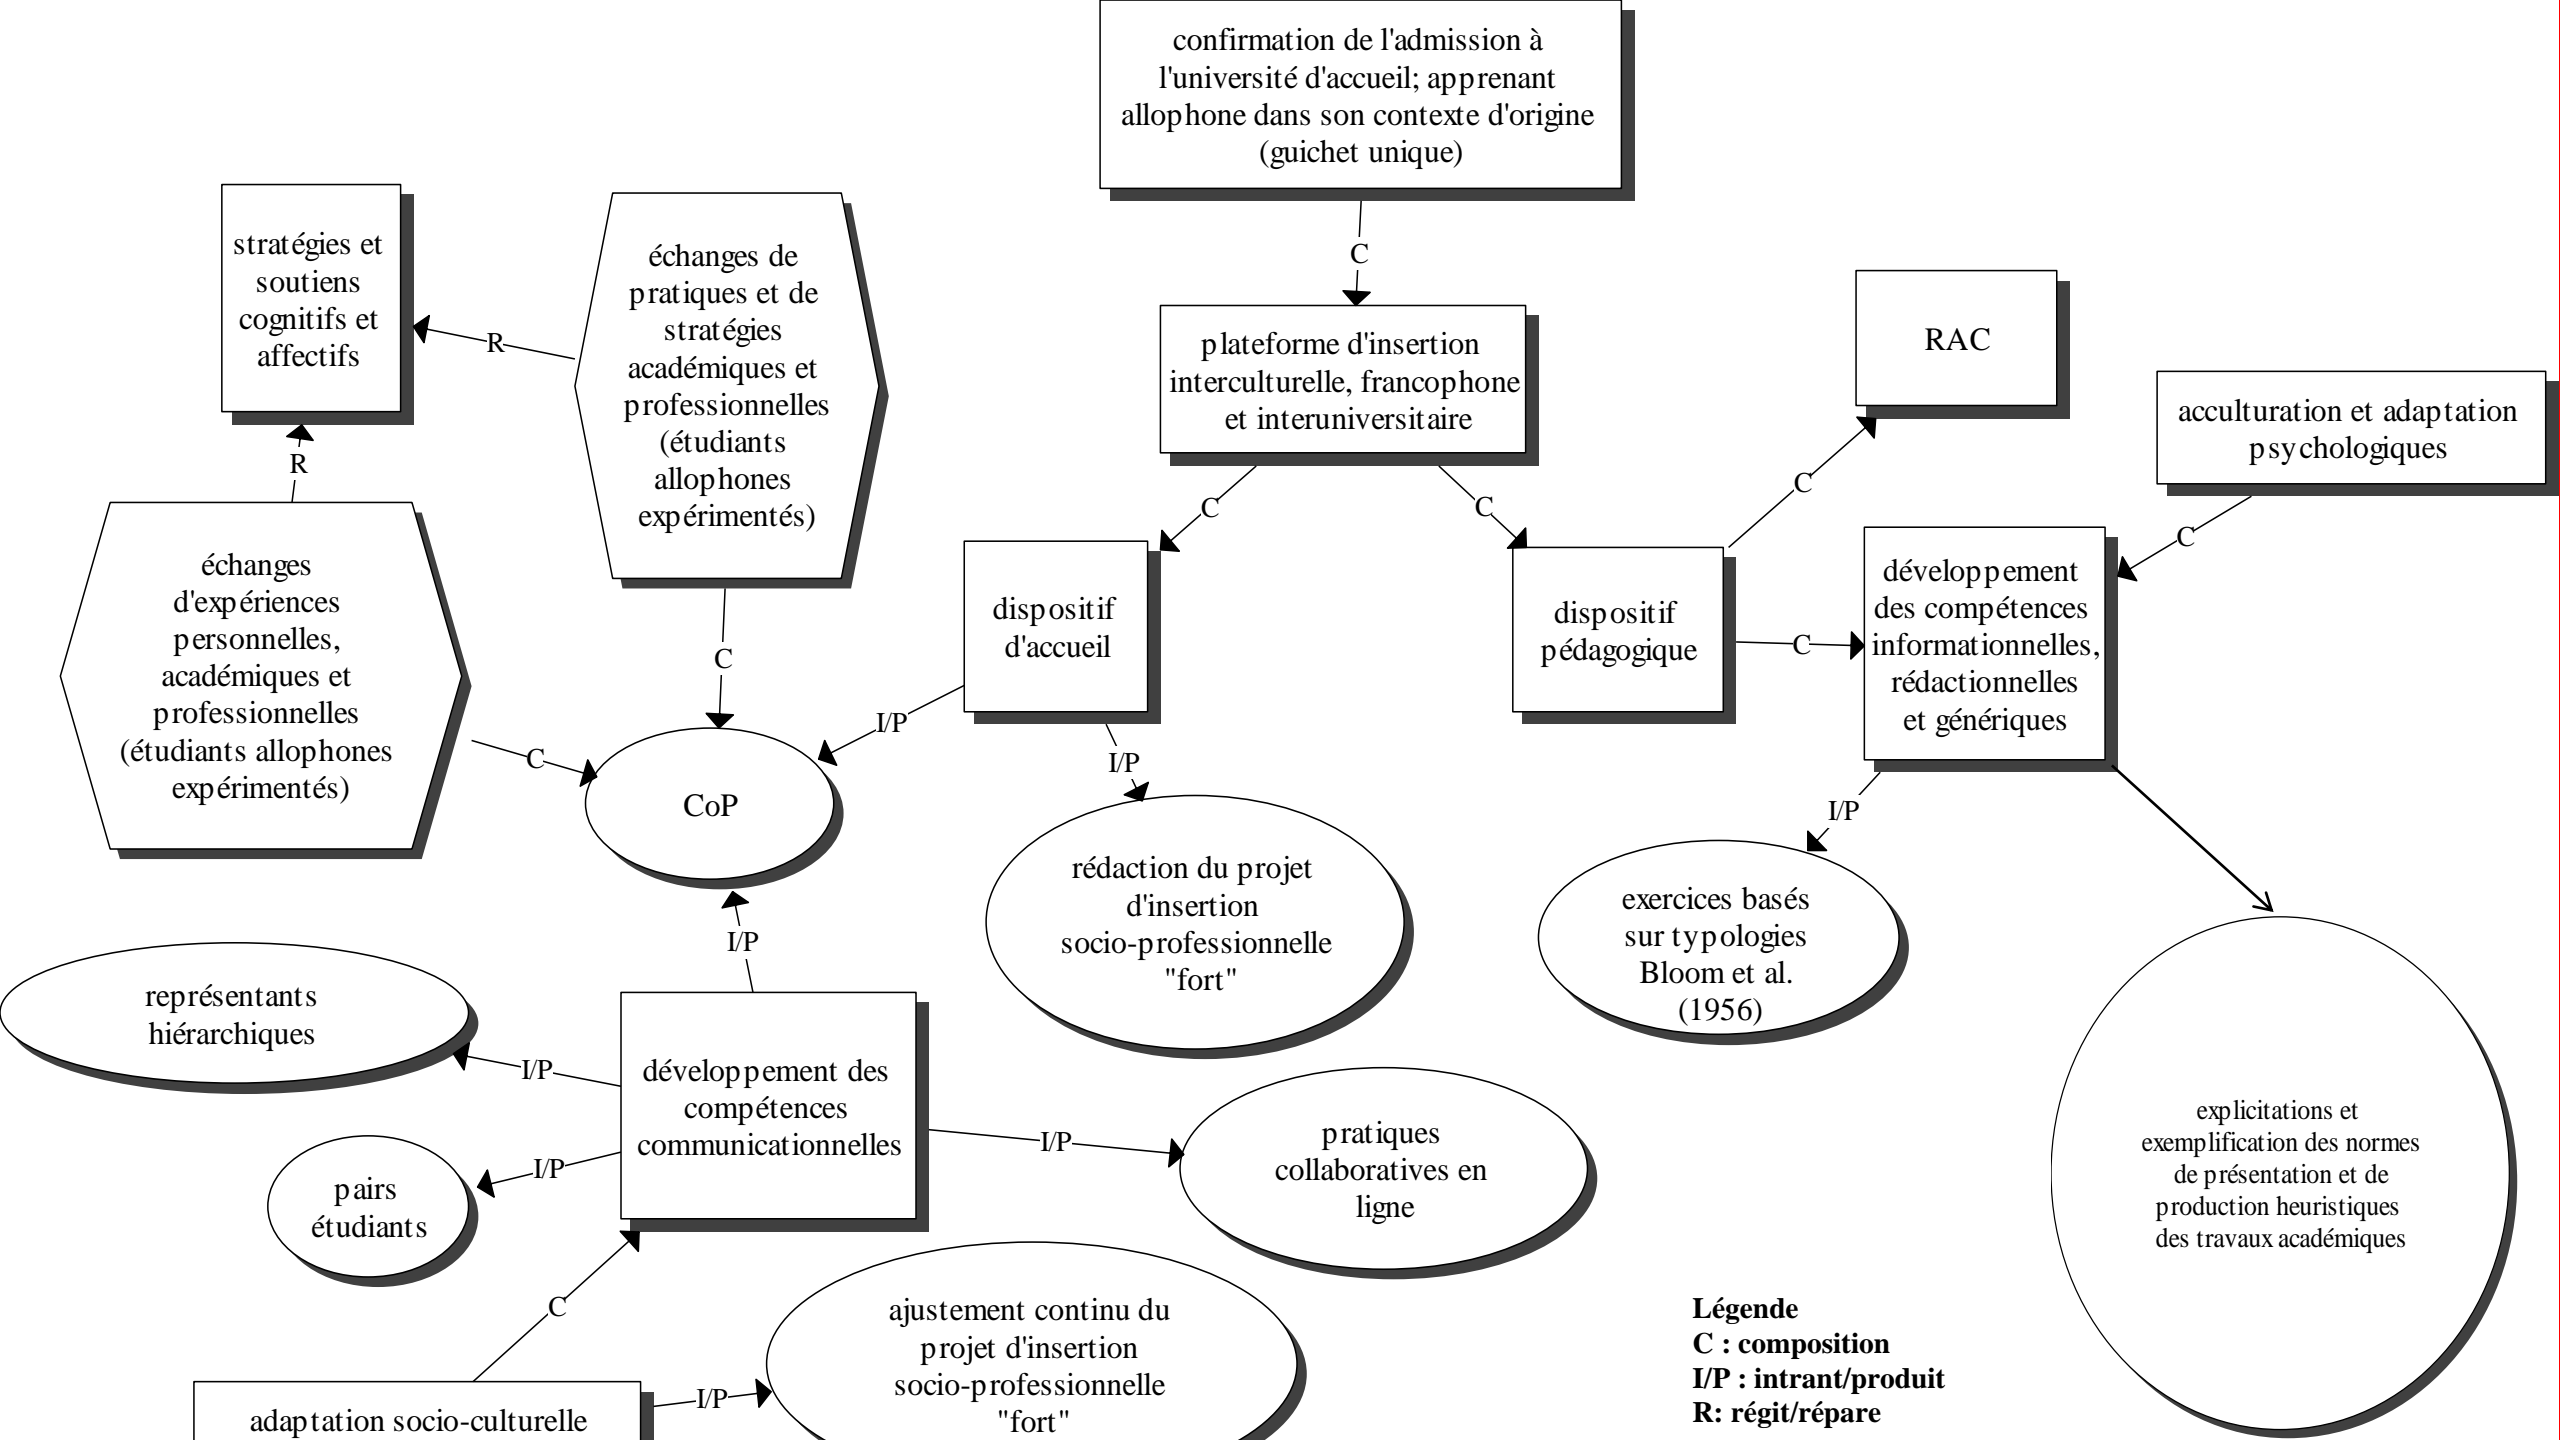 confirmation de l'admission à
l'université d'accueil; apprenant
allophone dans son contexte d'origine
(guichet unique)
C
stratégies et
soutiens
cognitifs et
affectifs
R
échanges de
pratiques et de
stratégies
académiques et
professionnelles
(étudiants
allophones
expérimentés)
plateforme d'insertion
interculturelle, francophone
et interuniversitaire
RAC
acculturation et adaptation
psychologiques
R
C
C
C
C
échanges
d'expériences
personnelles,
académiques et
professionnelles
(étudiants allophones
expérimentés)
dispositif
d'accueil
dispositif
pédagogique
C
développement
des compétences
informationnelles,
rédactionnelles
et génériques
C
I/P
I/P
C
CoP
I/P
rédaction du projet
d'insertion
socio-professionnelle
"fort"
exercices basés
sur typologies
Bloom et al.
(1956)
I/P
représentants
hiérarchiques
I/P
développement des
compétences
communicationnelles
I/P
pratiques
collaboratives en
ligne
explicitations et
exemplification des normes
de présentation et de
production heuristiques
des travaux académiques
I/P
pairs
étudiants
C
ajustement continu du
projet d'insertion
socio-professionnelle
"fort"
I/P
adaptation socio-culturelle
Légende
C : composition
I/P : intrant/produit
R: régit/répare